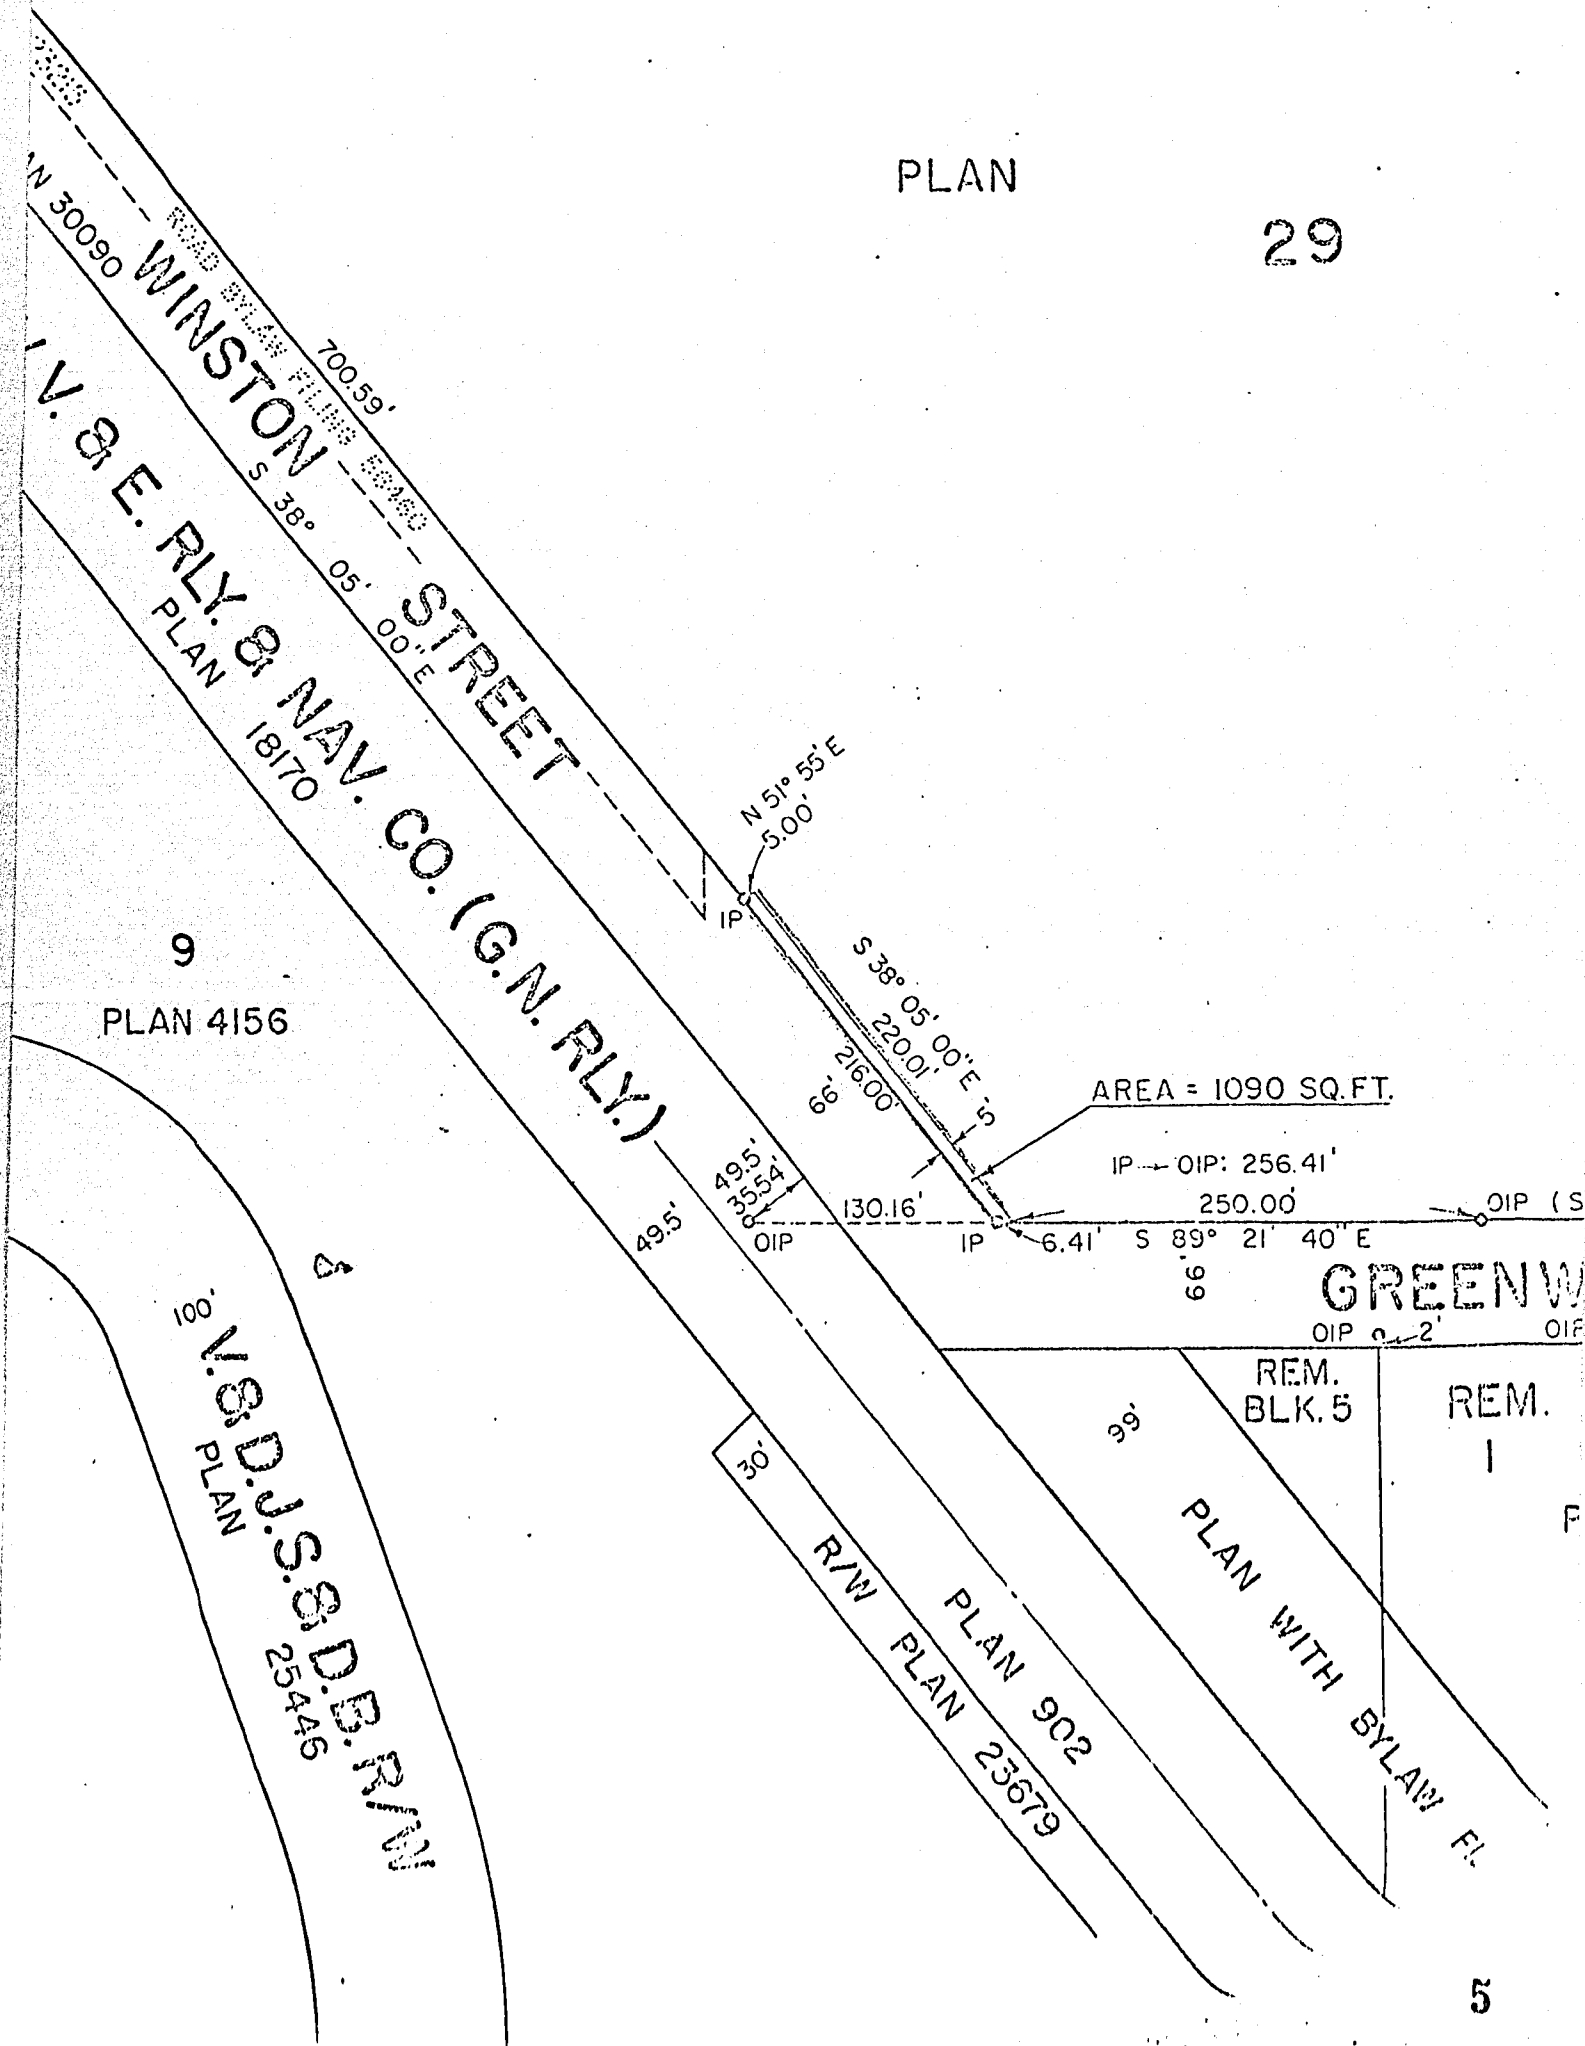 PLAN
29
30090
WINSTON
STREET
ROAD BYLAW FILING 58460
700.59'
S 38° 05' 00" E
V. & E. RLY. & NAV. CO. (G.N. RLY.)
PLAN 18170
N 51° 55' E
5.00'
IP
9
PLAN 4156
S 38° 05' 00" E
220.01'
216.00'
66'
5'
AREA = 1090 SQ.FT.
IP → OIP: 256.41'
250.00'
OIP (S
49.5'
35.54'
130.16'
49.5'
OIP
IP
6.41'
S 89° 21' 40" E
66'
GREENW
OIP
2'
OIP
4
100'
V. & D.J.S. & D.B. R/W
PLAN 25446
REM.
BLK. 5
REM.
1
99'
30'
R/W PLAN 23679
PLAN 902
PLAN WITH BYLAW FI
5